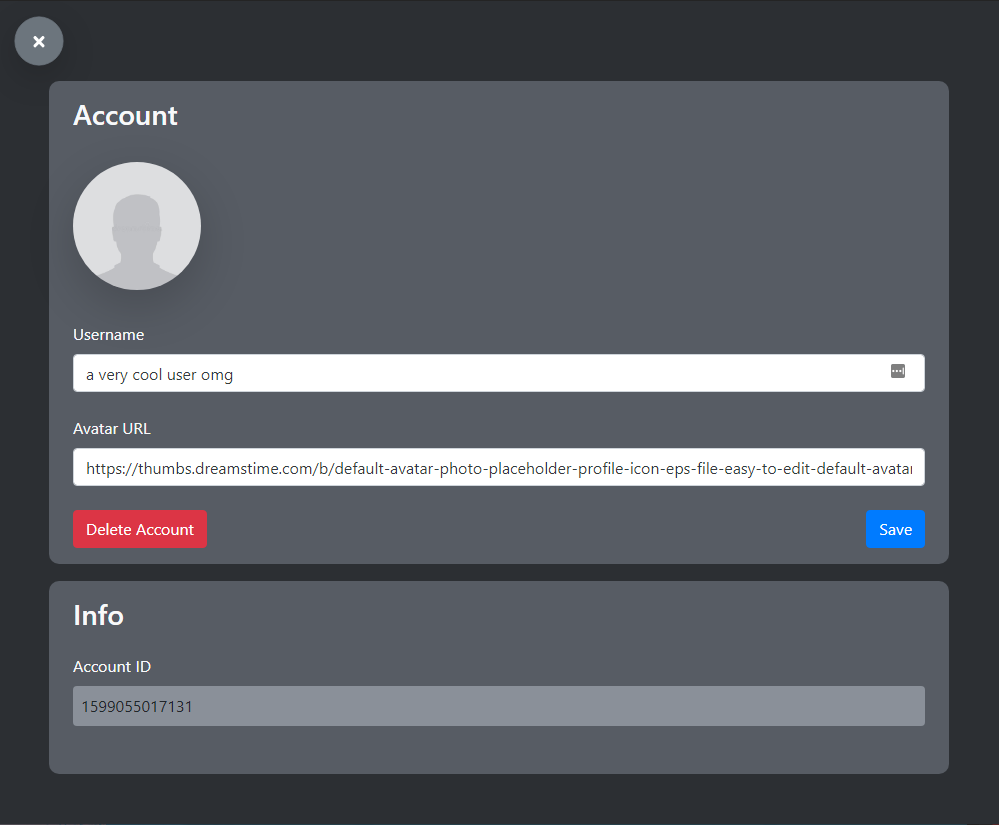 Account
Username
a very cool user omg
Avatar URL
https://thumbs.dreamstime.com/b/default-avatar-photo-placeholder-profile-icon-eps-file-easy-to-edit-default-avatar
Delete Account
Save
Info
Account ID
1599055017131